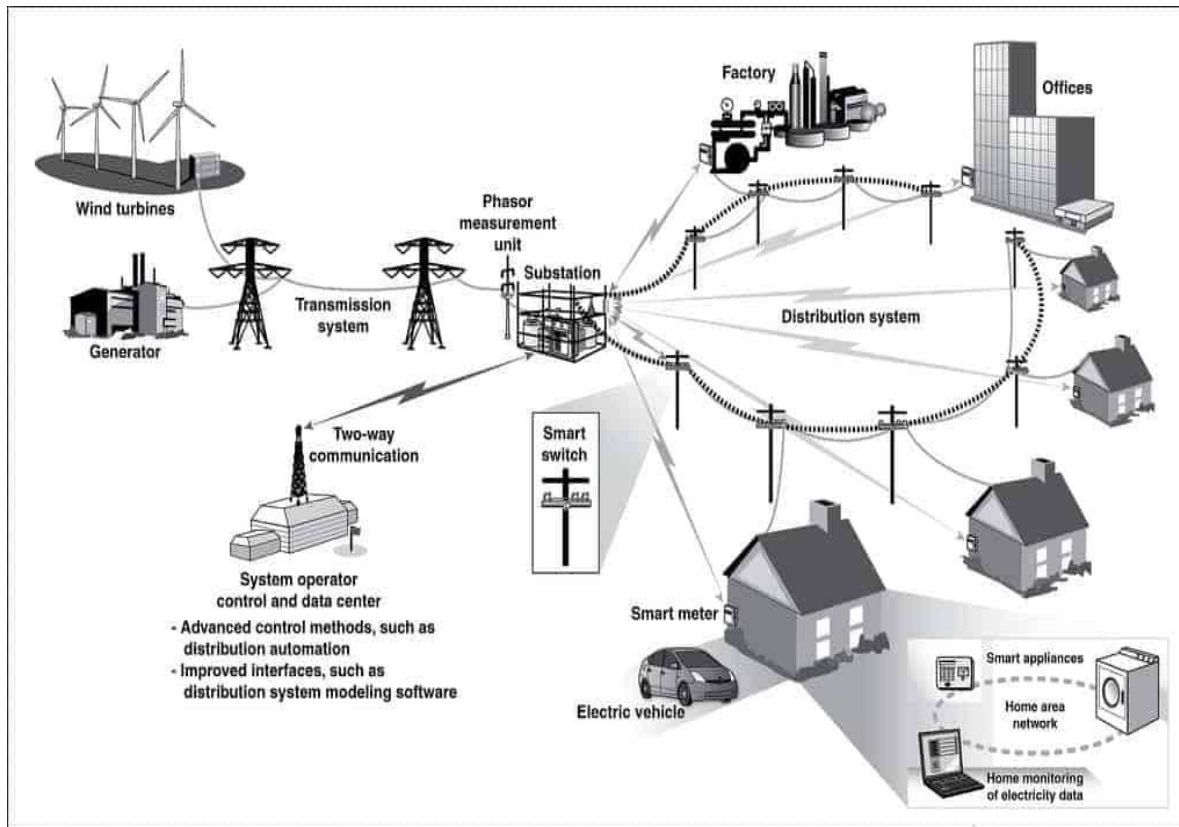 Factory
Offices
Wind turbines
Phasor
measurement
unit
Substation
Transmission
system
Generator
Distribution system
Two-way
communication
Smart
switch
System operator
control and data center
- Advanced control methods, such as
distribution automation
- Improved interfaces, such as
distribution system modeling software
Smart meter
Electric vehicle
Smart appliances
Home area
network
Home monitoring
of electricity data